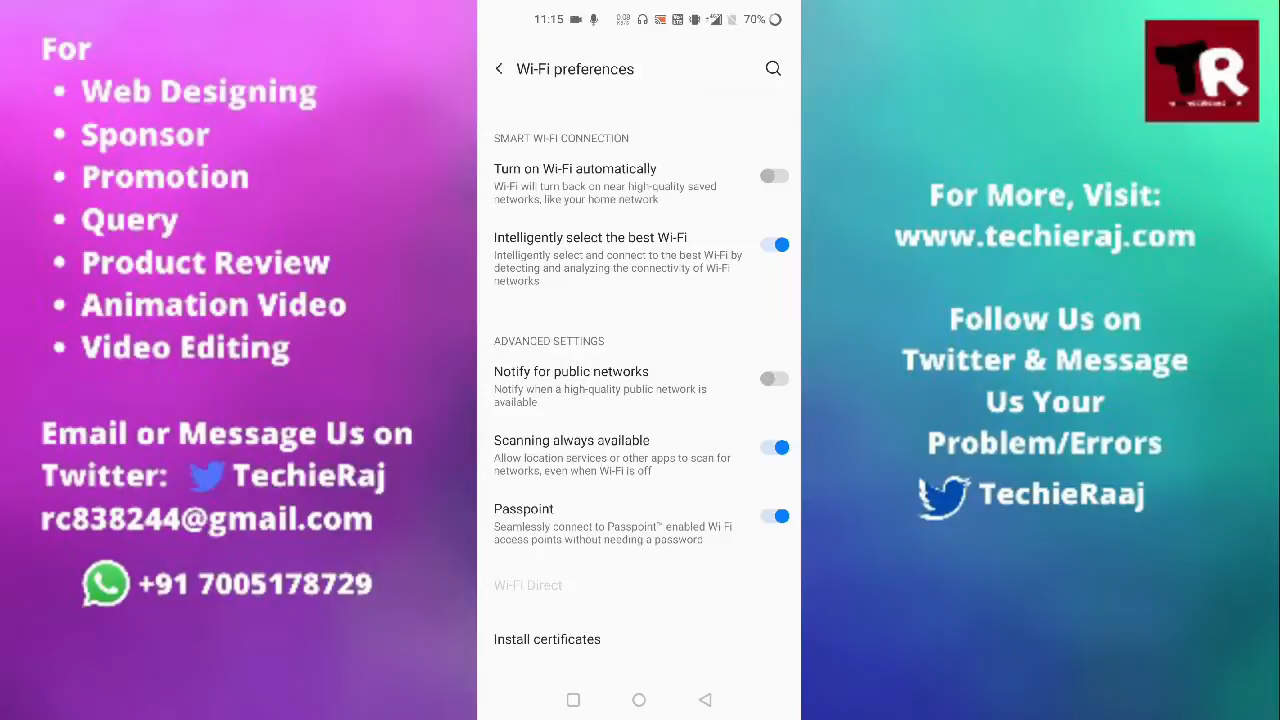 For
• Web Designing
• Sponsor
• Promotion
• Query
• Product Review
• Animation Video
• Video Editing
Email or Message Us on
Twitter: TechieRaj
rc838244@gmail.com
+91 7005178729
11:15
70%
Wi-Fi preferences
SMART WI-FI CONNECTION
Turn on Wi-Fi automatically
Wi-Fi will turn back on near high-quality saved
networks, like your home network
Intelligently select the best Wi-Fi
Intelligently select and connect to the best Wi-Fi by
detecting and analyzing the connectivity of Wi-Fi
networks
ADVANCED SETTINGS
Notify for public networks
Notify when a high-quality public network is
available
Scanning always available
Allow location services or other apps to scan for
networks, even when Wi-Fi is off
Passpoint
Seamlessly connect to Passpoint™ enabled Wi Fi
access points without needing a password
Wi-Fi Direct
Install certificates
TR
For More, Visit:
www.techieraj.com
Follow Us on
Twitter & Message
Us Your
Problem/Errors
TechieRaaj